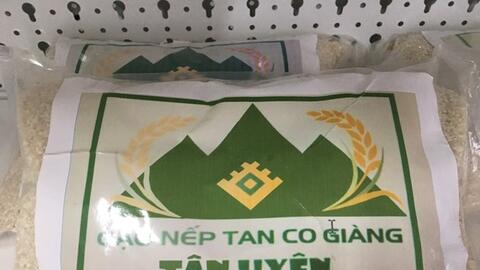 GẠO NẾP TAN CO GIÀNG
TÂN UYÊN